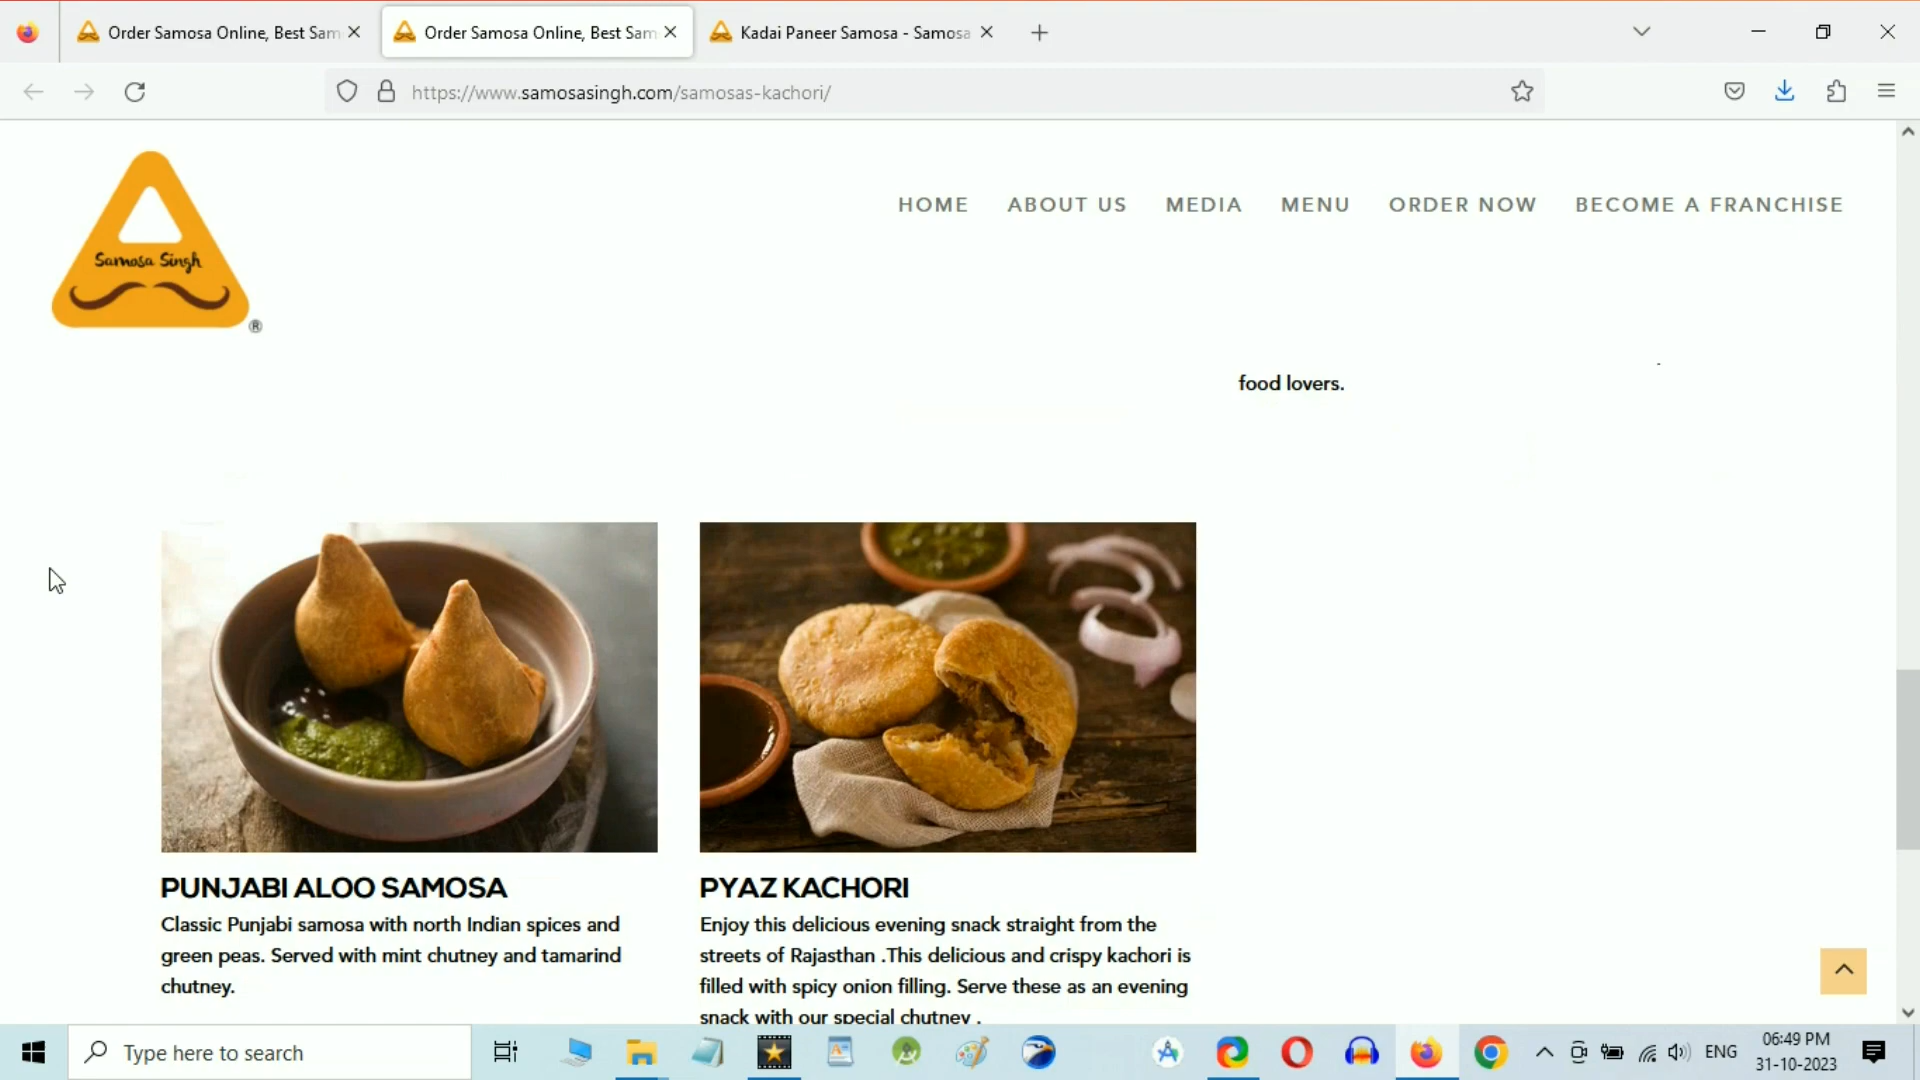 Order Samosa Online, Best Sam
Order Samosa Online, Best Sam
Kadai Paneer Samosa - Samosa
https://www.samosasingh.com/samosas-kachori/
Samosa Singh
®
HOME
ABOUT US
MEDIA
MENU
ORDER NOW
BECOME A FRANCHISE
food lovers.
PUNJABI ALOO SAMOSA
Classic Punjabi samosa with north Indian spices and
green peas. Served with mint chutney and tamarind
chutney.
PYAZ KACHORI
Enjoy this delicious evening snack straight from the
streets of Rajasthan .This delicious and crispy kachori is
filled with spicy onion filling. Serve these as an evening
snack with our special chutney .
Type here to search
ENG
06:49 PM
31-10-2023